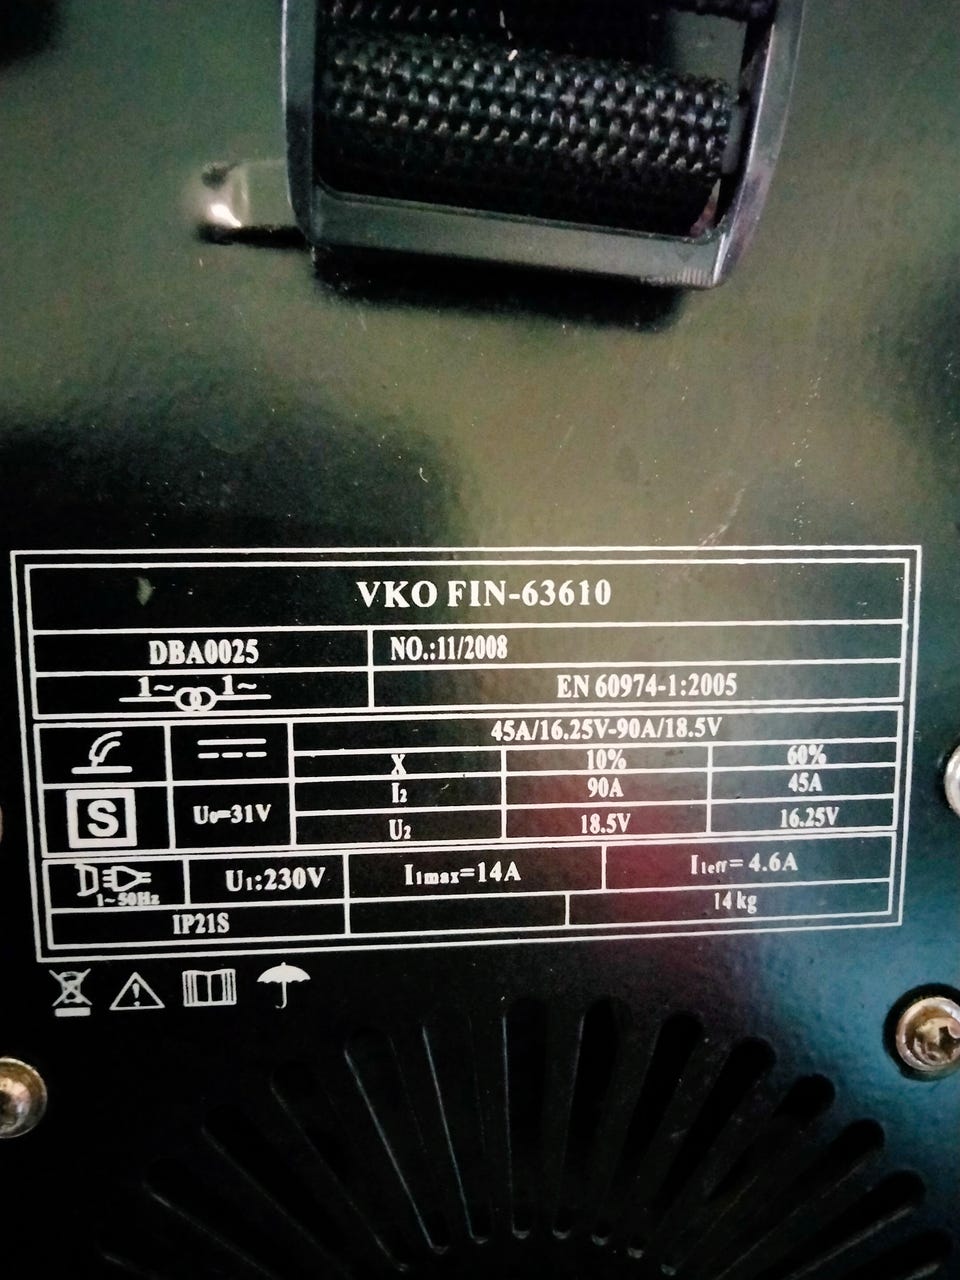 VKO FIN-63610
DBA0025 NO.:11/2008
1~ 1~ EN 60974-1:2005
45A/16.25V-90A/18.5V
X 10% 60%
I2 90A 45A
S U0=31V
U2 18.5V 16.25V
1~50Hz U1:230V I1max=14A I1eff=4.6A
IP21S 14kg